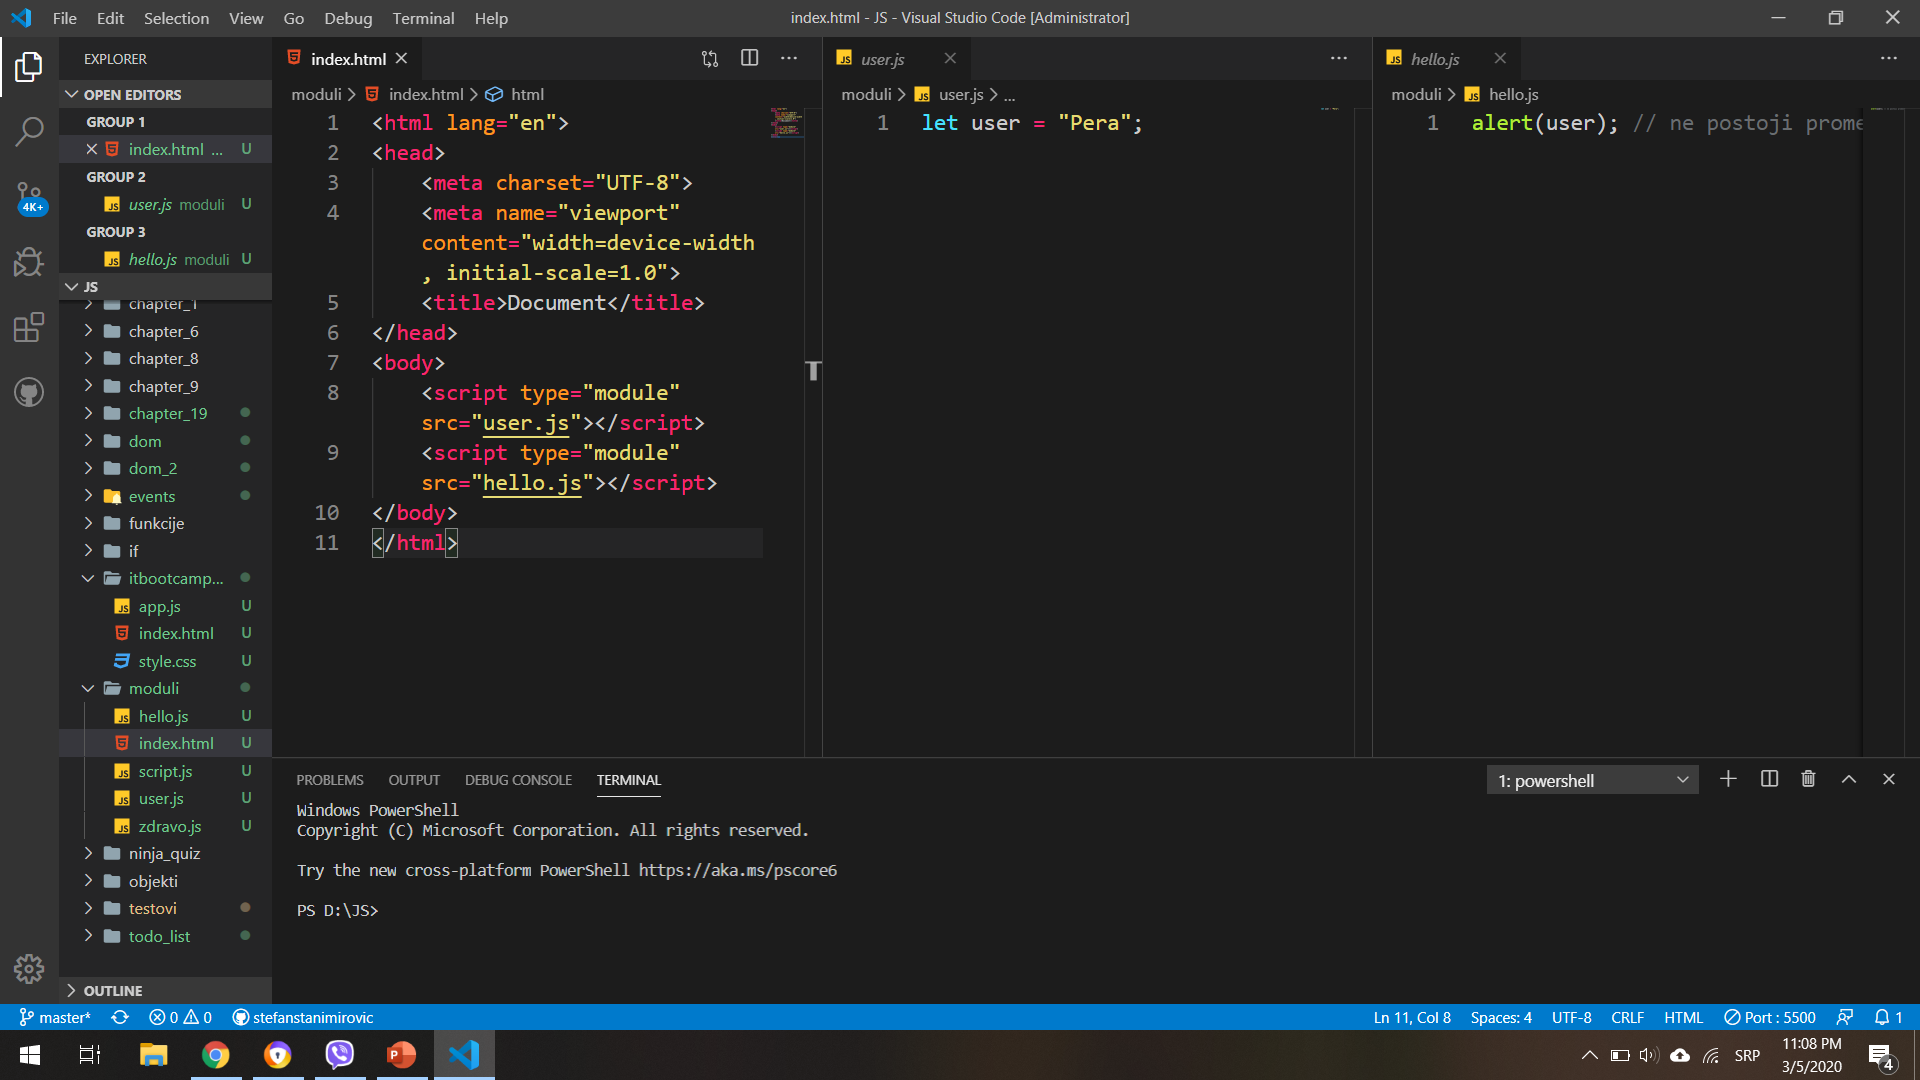 File Edit Selection View Go Debug Terminal Help
index.html - JS - Visual Studio Code [Administrator]
EXPLORER
OPEN EDITORS
GROUP 1
index.html ... U
GROUP 2
user.js moduli U
GROUP 3
hello.js moduli U
JS
chapter_1
chapter_6
chapter_8
chapter_9
chapter_19
dom
dom_2
events
funkcije
if
itbootcamp...
app.js U
index.html U
style.css U
moduli
hello.js U
index.html U
script.js U
user.js U
zdravo.js U
ninja_quiz
objekti
testovi
todo_list
OUTLINE
4K+
index.html
moduli > index.html > html
1 <html lang="en">
2 <head>
3 <meta charset="UTF-8">
4 <meta name="viewport"
content="width=device-width
, initial-scale=1.0">
5 <title>Document</title>
6 </head>
7 <body>
8 <script type="module"
src="user.js"></script>
9 <script type="module"
src="hello.js"></script>
10 </body>
11 </html>
user.js
moduli > user.js > ...
1 let user = "Pera";
hello.js
moduli > hello.js
1 alert(user); // ne postoji prome
PROBLEMS OUTPUT DEBUG CONSOLE TERMINAL
1: powershell
Windows PowerShell
Copyright (C) Microsoft Corporation. All rights reserved.
Try the new cross-platform PowerShell https://aka.ms/pscore6
PS D:\JS>
master* 0 0 stefanstanimirovic
Ln 11, Col 8 Spaces: 4 UTF-8 CRLF HTML Port : 5500 1
SRP
11:08 PM
3/5/2020
4